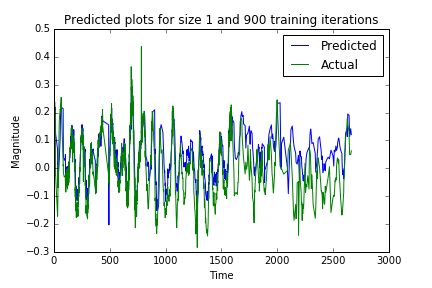 Predicted plots for size 1 and 900 training iterations
Predicted
Actual
Magnitude
0.5
0.4
0.3
0.2
0.1
0.0
−0.1
−0.2
−0.3
0 500 1000 1500 2000 2500 3000
Time